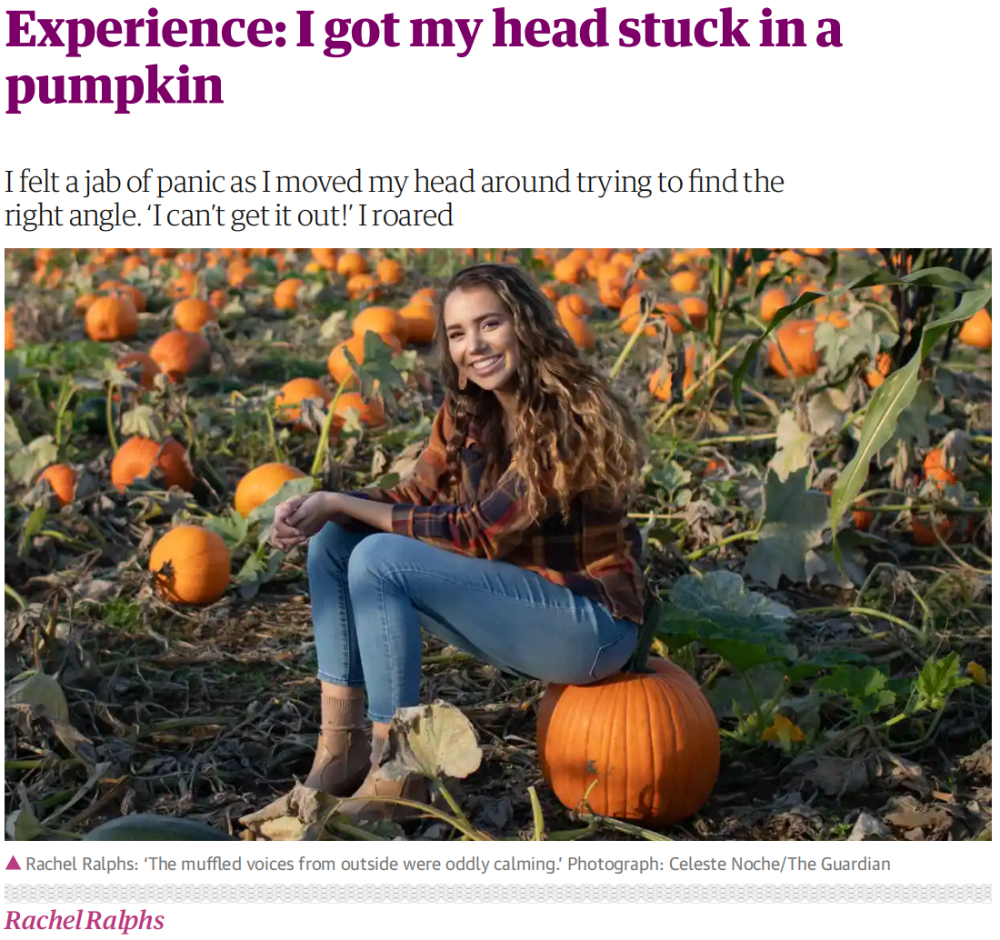 Experience: I got my head stuck in a
pumpkin
I felt a jab of panic as I moved my head around trying to find the
right angle. ‘I can’t get it out!’ I roared
Rachel Ralphs: ‘The muffled voices from outside were oddly calming.’ Photograph: Celeste Noche/The Guardian
Rachel Ralphs